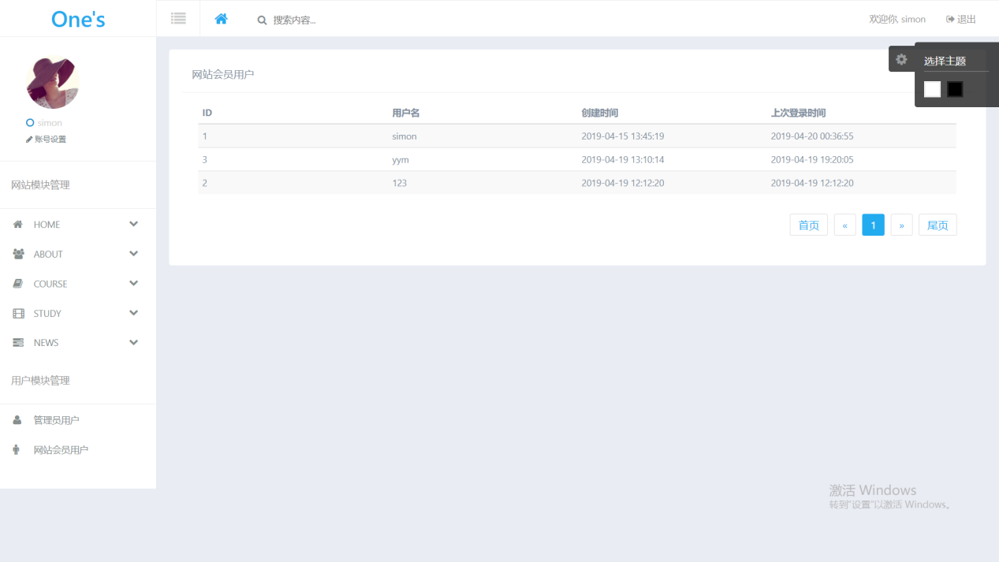 One's
搜索内容...
欢迎你, simon
退出
选择主题
simon
账号设置
网站模块管理
HOME
ABOUT
COURSE
STUDY
NEWS
用户模块管理
管理员用户
网站会员用户
网站会员用户
ID 用户名 创建时间 上次登录时间
1 simon 2019-04-15 13:45:19 2019-04-20 00:36:55
3 yym 2019-04-19 13:10:14 2019-04-19 19:20:05
2 123 2019-04-19 12:12:20 2019-04-19 12:12:20
首页 « 1 » 尾页
激活 Windows
转到"设置"以激活 Windows。